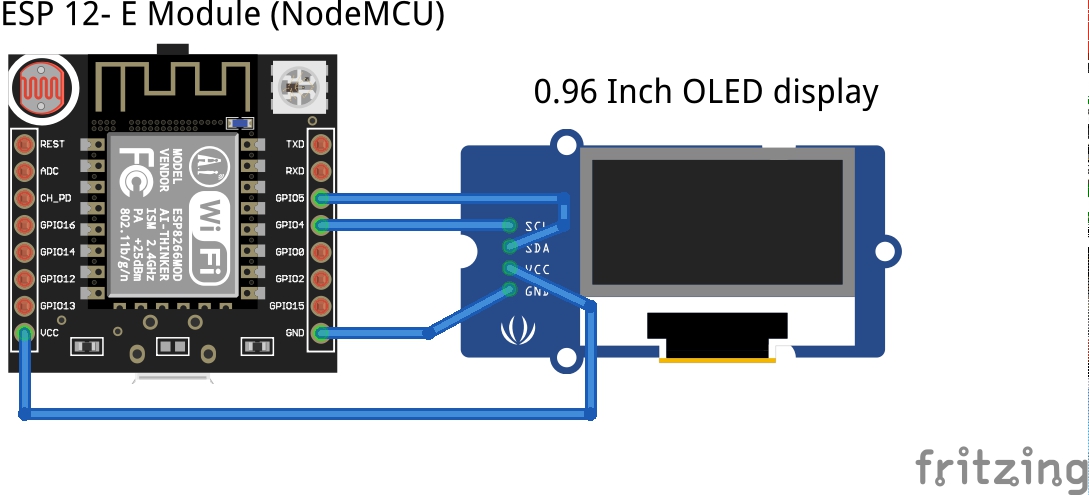 ESP 12- E Module (NodeMCU)
0.96 Inch OLED display
REST
ADC
CH_PD
GPIO16
GPIO14
GPIO12
GPIO13
VCC
TXD
RXD
GPIO5
GPIO4
GPIO0
GPIO2
GPIO15
GND
MODEL
VENDOR
Ai
FC
Wi Fi
ESP8266MOD
AI-THINKER
ISM 2.4GHz
PA +25dBm
802.11b/g/n
SCL
SDA
VCC
GND
fritzing